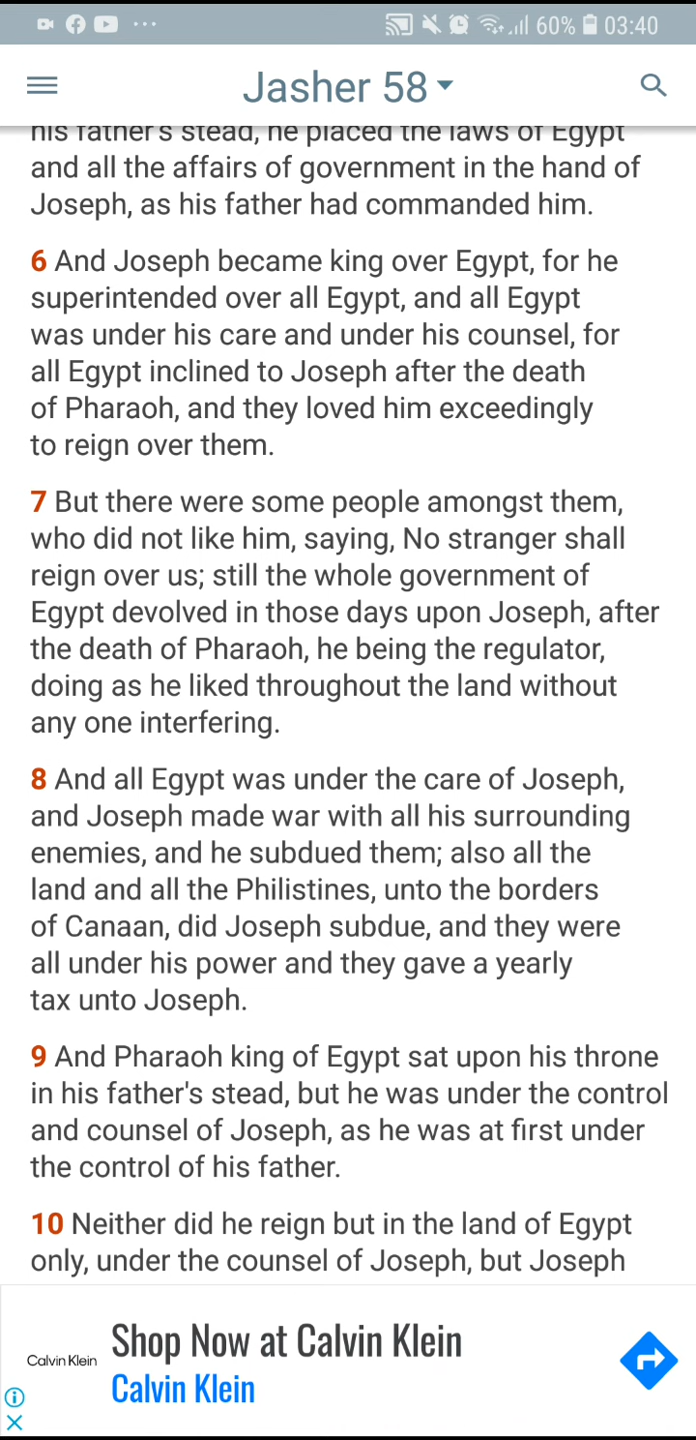 60% 03:40
Jasher 58
his father's stead, he placed the laws of Egypt
and all the affairs of government in the hand of
Joseph, as his father had commanded him.
6 And Joseph became king over Egypt, for he
superintended over all Egypt, and all Egypt
was under his care and under his counsel, for
all Egypt inclined to Joseph after the death
of Pharaoh, and they loved him exceedingly
to reign over them.
7 But there were some people amongst them,
who did not like him, saying, No stranger shall
reign over us; still the whole government of
Egypt devolved in those days upon Joseph, after
the death of Pharaoh, he being the regulator,
doing as he liked throughout the land without
any one interfering.
8 And all Egypt was under the care of Joseph,
and Joseph made war with all his surrounding
enemies, and he subdued them; also all the
land and all the Philistines, unto the borders
of Canaan, did Joseph subdue, and they were
all under his power and they gave a yearly
tax unto Joseph.
9 And Pharaoh king of Egypt sat upon his throne
in his father's stead, but he was under the control
and counsel of Joseph, as he was at first under
the control of his father.
10 Neither did he reign but in the land of Egypt
only, under the counsel of Joseph, but Joseph
Shop Now at Calvin Klein
Calvin Klein
Calvin Klein